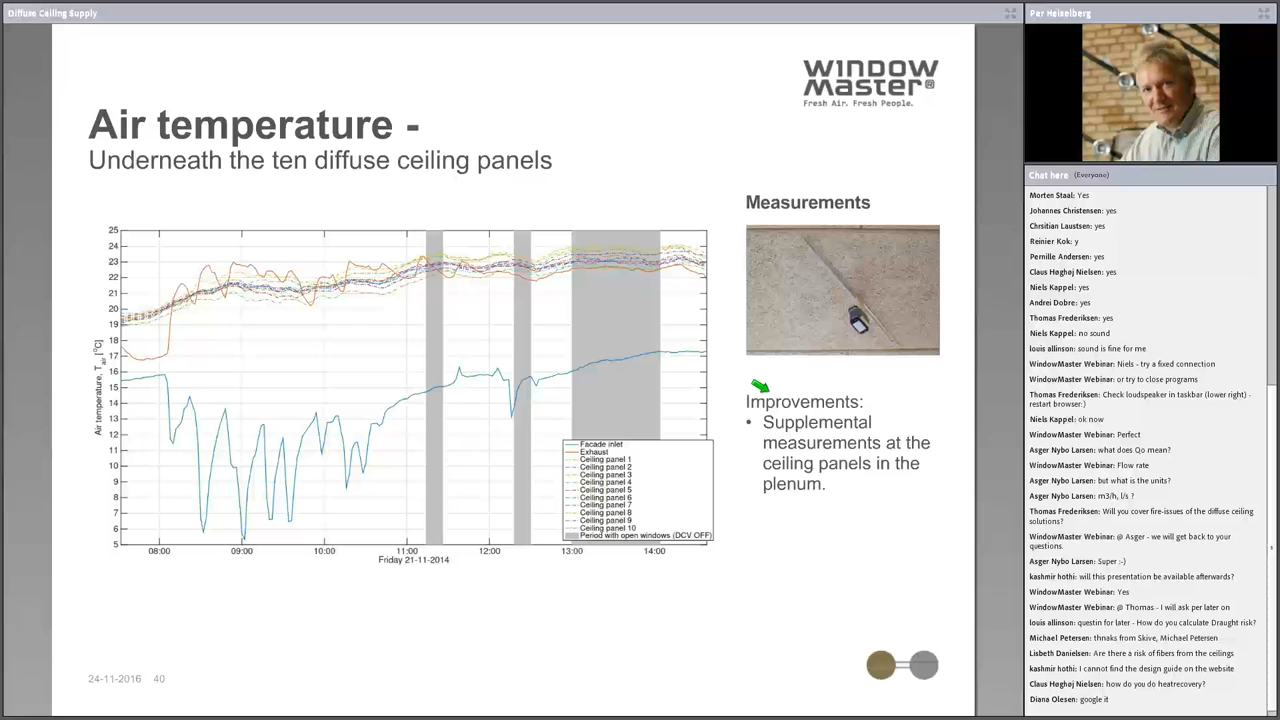 Diffuse Ceiling Supply
WINDOW
MASTER
Fresh Air. Fresh People.
Air temperature -
Underneath the ten diffuse ceiling panels
Measurements
25
24
23
22
21
20
19
18
17
16
15
14
13
12
11
10
9
8
7
6
5
Air temperature, T air [°C]
08:00 09:00 10:00 11:00 12:00 13:00 14:00
Friday 21-11-2014
Facade inlet
Exhaust
Ceiling panel 1
Ceiling panel 2
Ceiling panel 3
Ceiling panel 4
Ceiling panel 5
Ceiling panel 6
Ceiling panel 7
Ceiling panel 8
Ceiling panel 9
Ceiling panel 10
Period with open windows (DCV OFF)
Improvements:
• Supplemental
measurements at the
ceiling panels in the
plenum.
24-11-2016 40
Per Heiselberg
Chat here (Everyone)
Morten Staal: Yes
Johannes Christensen: yes
Chrsitian Laustsen: yes
Reinier Kok: y
Pernille Andersen: yes
Claus Høghøj Nielsen: yes
Niels Kappel: yes
Andrei Dobre: yes
Thomas Frederiksen: yes
Niels Kappel: no sound
louis allinson: sound is fine for me
WindowMaster Webinar: Niels - try a fixed connection
WindowMaster Webinar: or try to close programs
Thomas Frederiksen: Check loudspeaker in taskbar (lower right) -
restart browser:)
Niels Kappel: ok now
WindowMaster Webinar: Perfect
Asger Nybo Larsen: what does Qo mean?
WindowMaster Webinar: Flow rate
Asger Nybo Larsen: but what is the units?
Asger Nybo Larsen: m3/h, l/s ?
Thomas Frederiksen: Will you cover fire-issues of the diffuse ceiling
solutions?
WindowMaster Webinar: @ Asger - we will get back to your
questions.
Asger Nybo Larsen: Super :-)
kashmir hothi: will this presentation be available afterwards?
WindowMaster Webinar: Yes
WindowMaster Webinar: @ Thomas - I will ask per later on
louis allinson: questin for later - How do you calculate Draught risk?
Michael Petersen: thnaks from Skive, Michael Petersen
Lisbeth Danielsen: Are there a risk of fibers from the ceilings
kashmir hothi: I cannot find the design guide on the website
Claus Høghøj Nielsen: how do you do heatrecovery?
Diana Olesen: google it